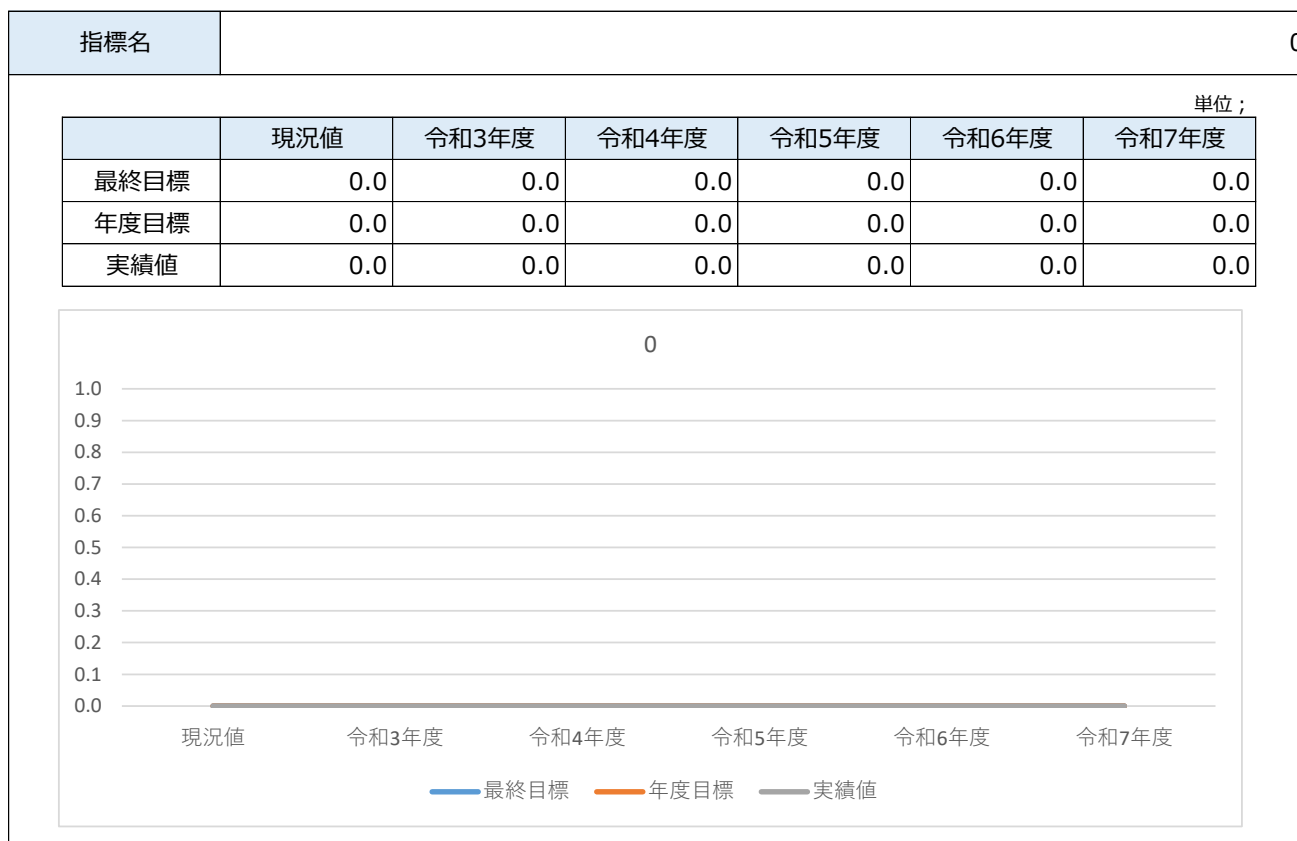 指標名 0
単位；
現況値 令和3年度 令和4年度 令和5年度 令和6年度 令和7年度
最終目標 0.0 0.0 0.0 0.0 0.0 0.0
年度目標 0.0 0.0 0.0 0.0 0.0 0.0
実績値 0.0 0.0 0.0 0.0 0.0 0.0
0
1.0
0.9
0.8
0.7
0.6
0.5
0.4
0.3
0.2
0.1
0.0
現況値 令和3年度 令和4年度 令和5年度 令和6年度 令和7年度
最終目標 年度目標 実績値